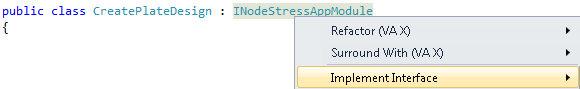 public class CreatePlateDesign : INodeStressAppModule
{
Refactor (VA X)
Surround With (VA X)
Implement Interface